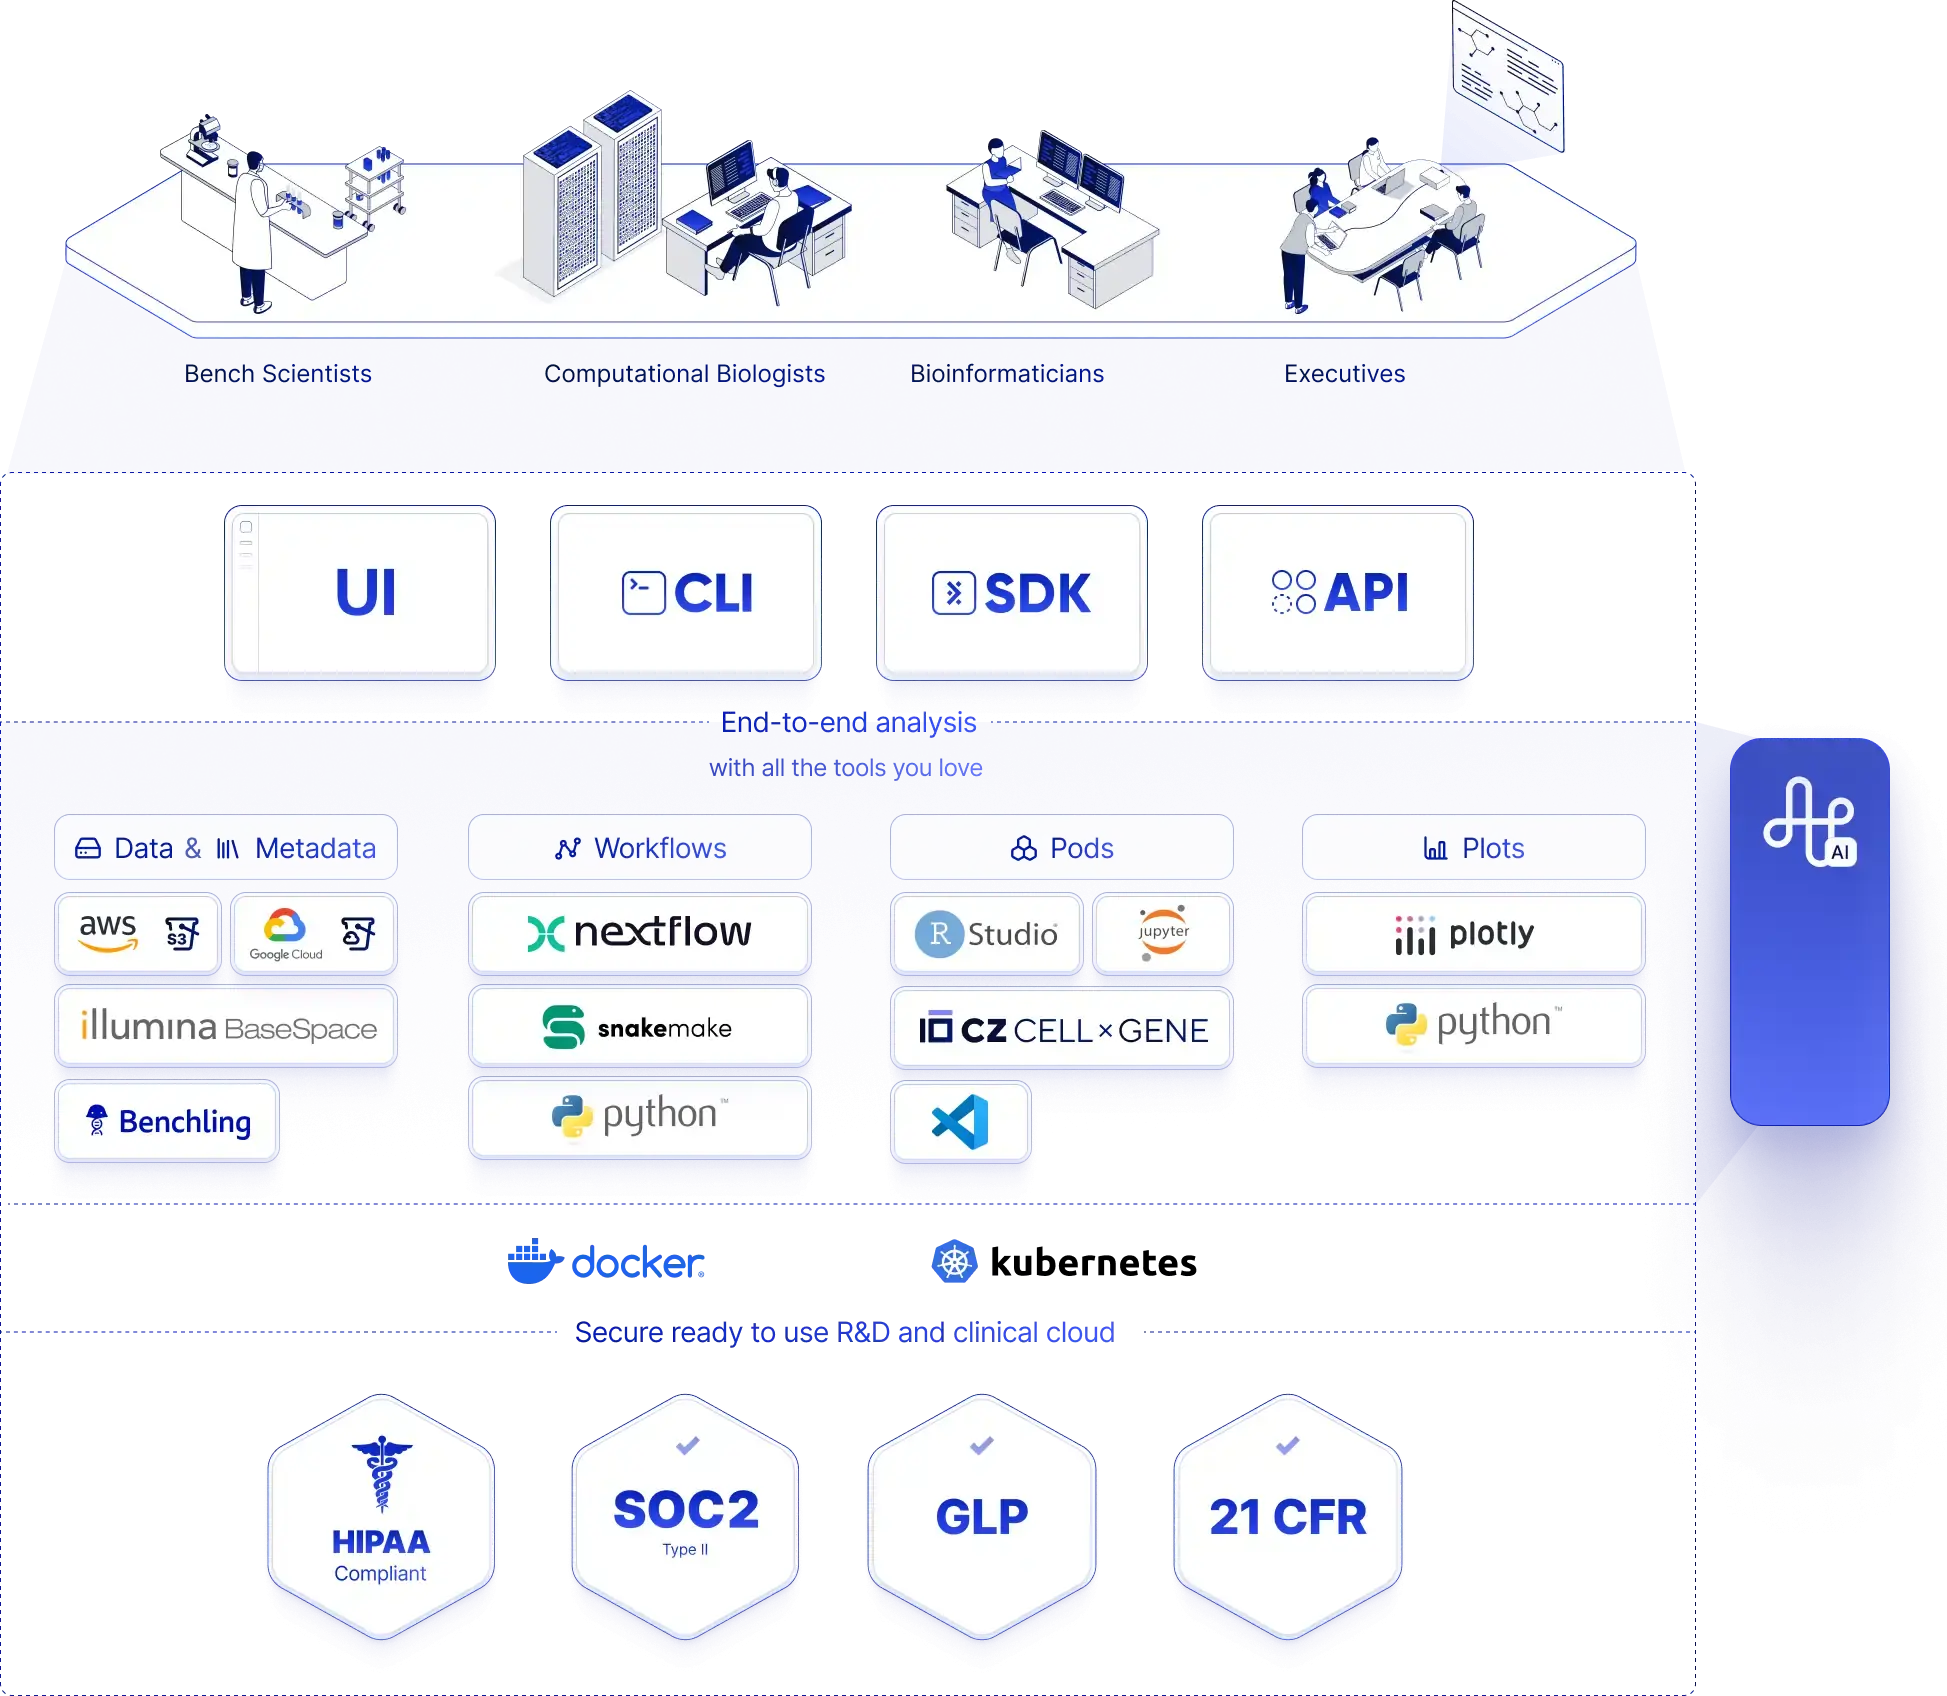 Bench Scientists
Computational Biologists
Bioinformaticians
Executives
UI
CLI
SDK
API
End-to-end analysis
with all the tools you love
Data & Metadata
Workflows
Pods
Plots
aws S3
Google Cloud
nextflow
R Studio
jupyter
plotly
illumina BaseSpace
snakemake
CZ CELL×GENE
python™
Benchling
python™
AI
docker
kubernetes
Secure ready to use R&D and clinical cloud
HIPAA
Compliant
SOC2
Type II
GLP
21 CFR